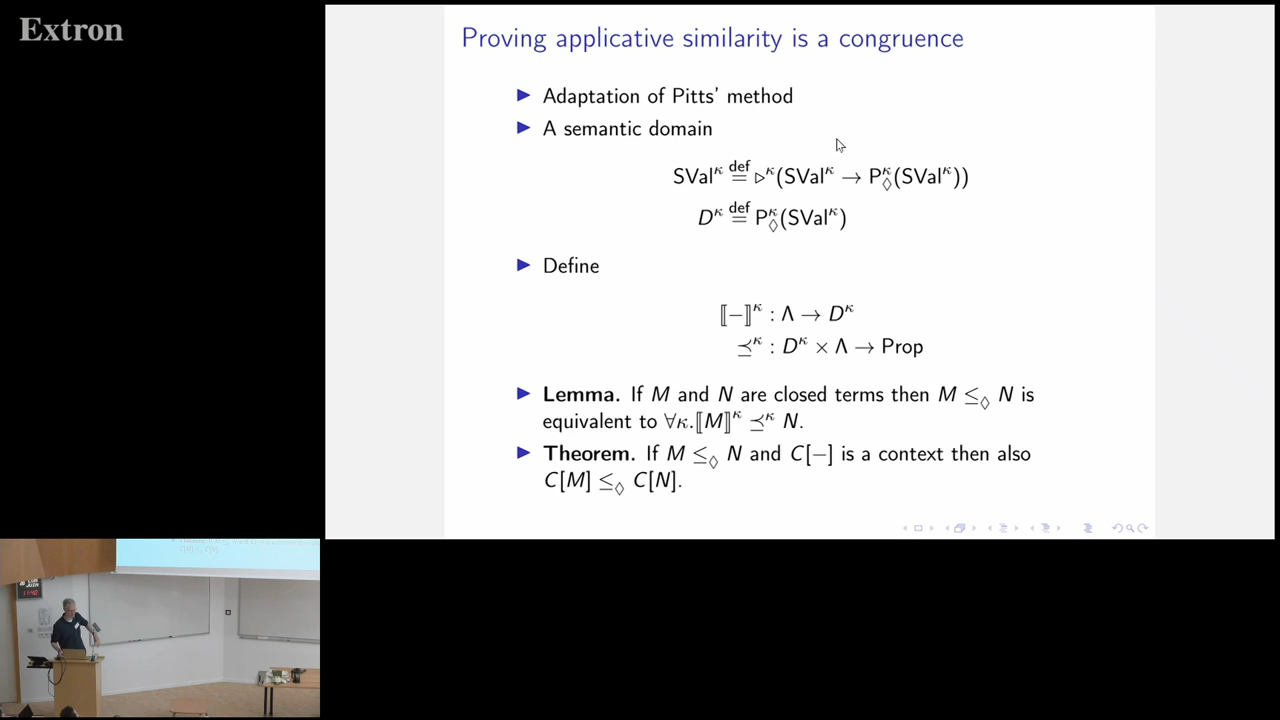 Extron
Proving applicative similarity is a congruence
▶ Adaptation of Pitts' method
▶ A semantic domain
SVal^κ ≝ ▷^κ(SVal^κ → P^κ_◊(SVal^κ))
D^κ ≝ P^κ_◊(SVal^κ)
▶ Define
⟦−⟧^κ : Λ → D^κ
⪯^κ : D^κ × Λ → Prop
▶ Lemma. If M and N are closed terms then M ≤_◊ N is
equivalent to ∀κ.⟦M⟧^κ ⪯^κ N.
▶ Theorem. If M ≤_◊ N and C[−] is a context then also
C[M] ≤_◊ C[N].